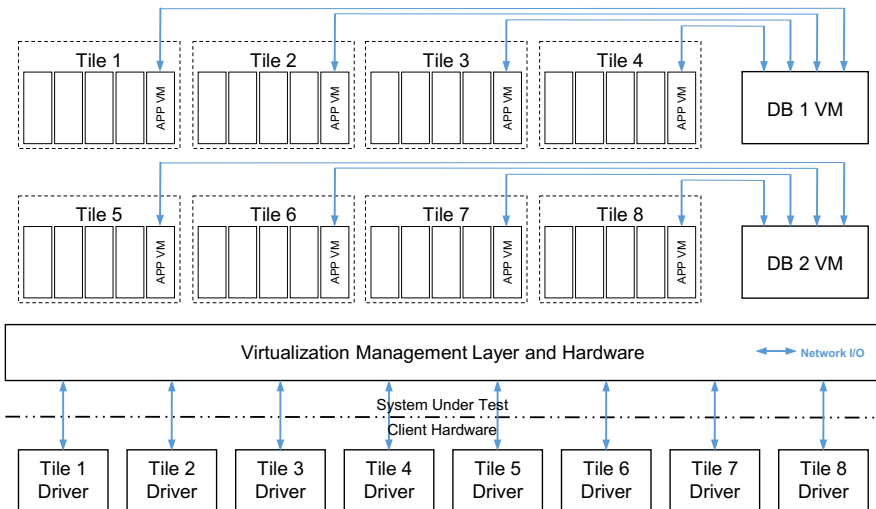 Tile 1
Tile 2
Tile 3
Tile 4
APP VM
APP VM
APP VM
APP VM
DB 1 VM
Tile 5
Tile 6
Tile 7
Tile 8
APP VM
APP VM
APP VM
APP VM
DB 2 VM
Virtualization Management Layer and Hardware
Network I/O
System Under Test
Client Hardware
Tile 1
Driver
Tile 2
Driver
Tile 3
Driver
Tile 4
Driver
Tile 5
Driver
Tile 6
Driver
Tile 7
Driver
Tile 8
Driver